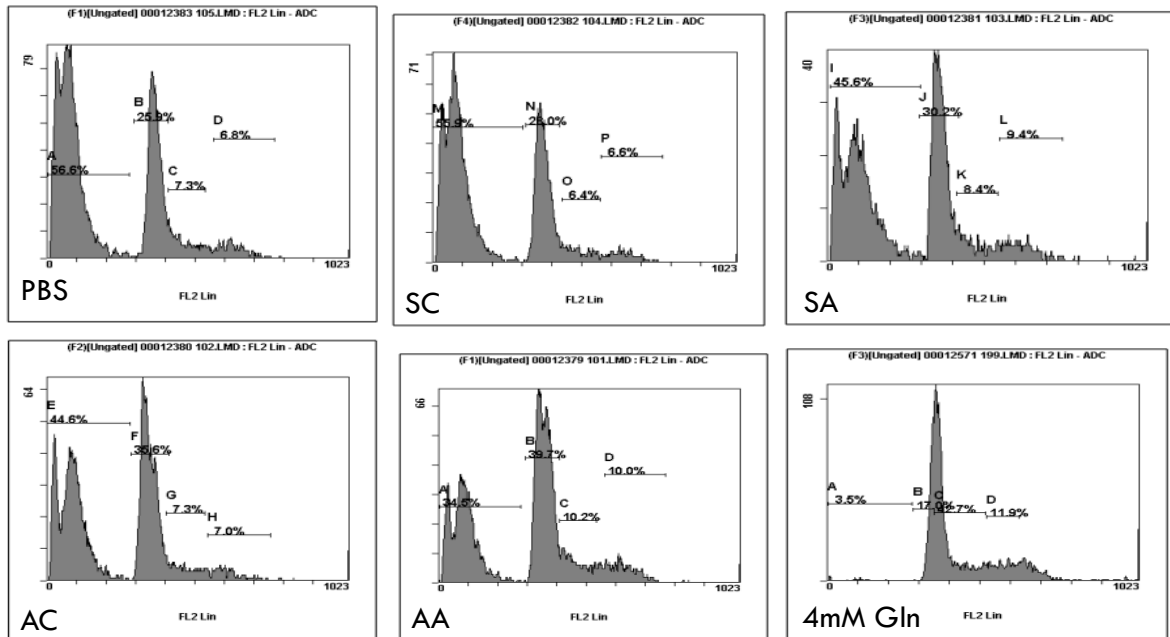 (F1)[Ungated] 00012383 105.LMD : FL2 Lin - ADC
79
B
25.9%
D
6.8%
A
56.6%
C
7.3%
1023
PBS
FL2 Lin
(F4)[Ungated] 00012382 104.LMD : FL2 Lin - ADC
71
M
55.9%
N
28.0%
P
6.6%
O
6.4%
1023
SC
FL2 Lin
(F3)[Ungated] 00012381 103.LMD : FL2 Lin - ADC
40
I
45.6%
J
30.2%
L
9.4%
K
8.4%
1023
SA
FL2 Lin
(F2)[Ungated] 00012380 102.LMD : FL2 Lin - ADC
64
E
44.6%
F
35.6%
G
7.3%
H
7.0%
1023
AC
FL2 Lin
(F1)[Ungated] 00012379 101.LMD : FL2 Lin - ADC
66
B
39.7%
D
10.0%
A
34.5%
C
10.2%
1023
AA
FL2 Lin
(F3)[Ungated] 00012571 199.LMD : FL2 Lin - ADC
108
A
3.5%
B
17.0%
C
42.7%
D
11.9%
1023
4mM Gln
FL2 Lin